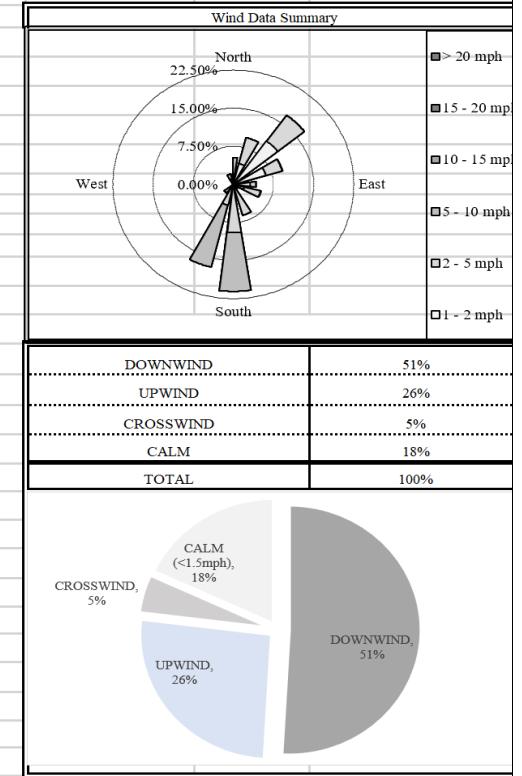 Wind Data Summary
North
22.50%
15.00%
7.50%
0.00%
West
East
South
> 20 mph
15 - 20 mp
10 - 15 mp
5 - 10 mph
2 - 5 mph
1 - 2 mph
DOWNWIND 51%
UPWIND 26%
CROSSWIND 5%
CALM 18%
TOTAL 100%
CALM
(<1.5mph),
18%
CROSSWIND,
5%
DOWNWIND,
51%
UPWIND,
26%